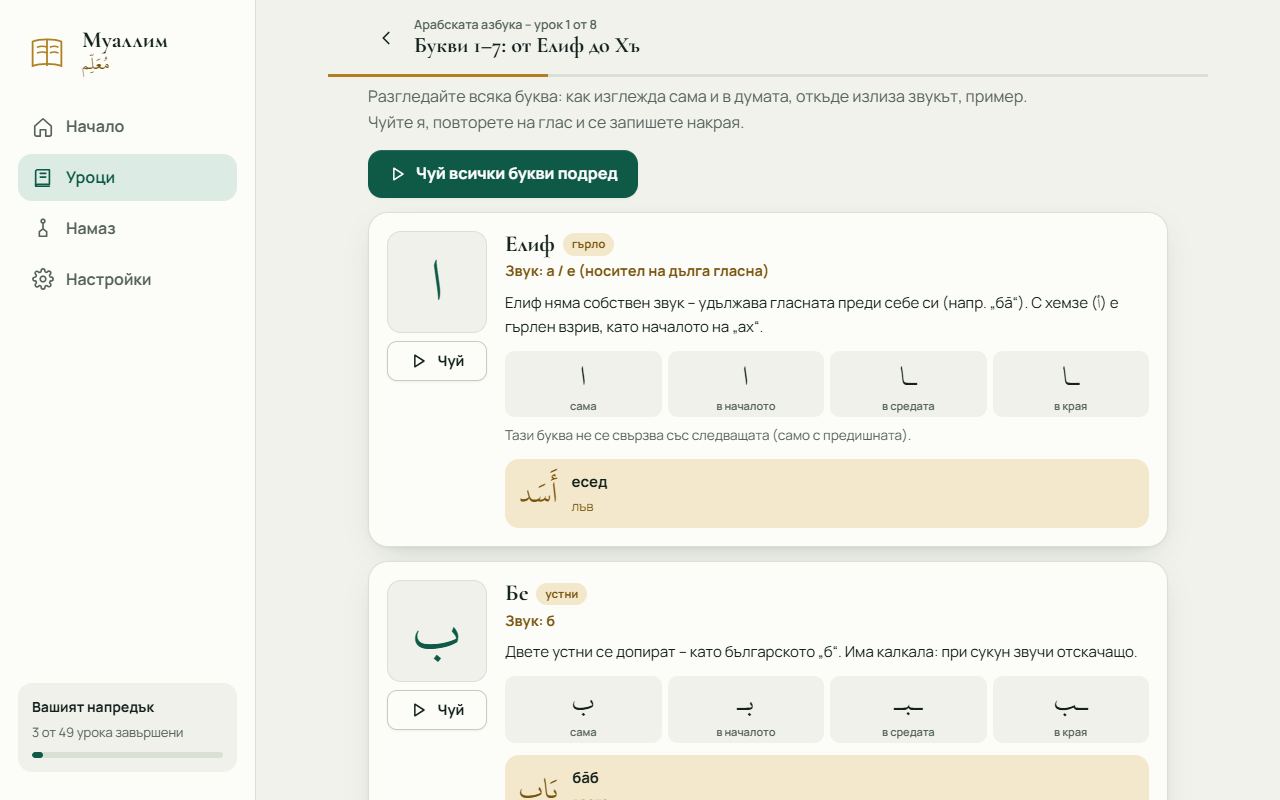 Муаллим
مُعَلِّم
Начало
Уроци
Намаз
Настройки
Вашият напредък
3 от 49 урока завършени
Арабската азбука – урок 1 от 8
Букви 1–7: от Елиф до Хъ
Разгледайте всяка буква: как изглежда сама и в думата, откъде излиза звукът, пример.
Чуйте я, повторете на глас и се запишете накрая.
Чуй всички букви подред
ا
Чуй
Елиф гърло
Звук: а / е (носител на дълга гласна)
Елиф няма собствен звук – удължава гласната преди себе си (напр. „ба̄“). С хемзе (أ) е
гърлен взрив, като началото на „ах“.
ا ا ـا ـا
сама в началото в средата в края
Тази буква не се свързва със следващата (само с предишната).
أَسَد
есед
лъв
ب
Чуй
Бе устни
Звук: б
Двете устни се допират – като българското „б“. Има калкала: при сукун звучи отскачащо.
ب بـ ـبـ ـب
сама в началото в средата в края
بَاب
ба̄б